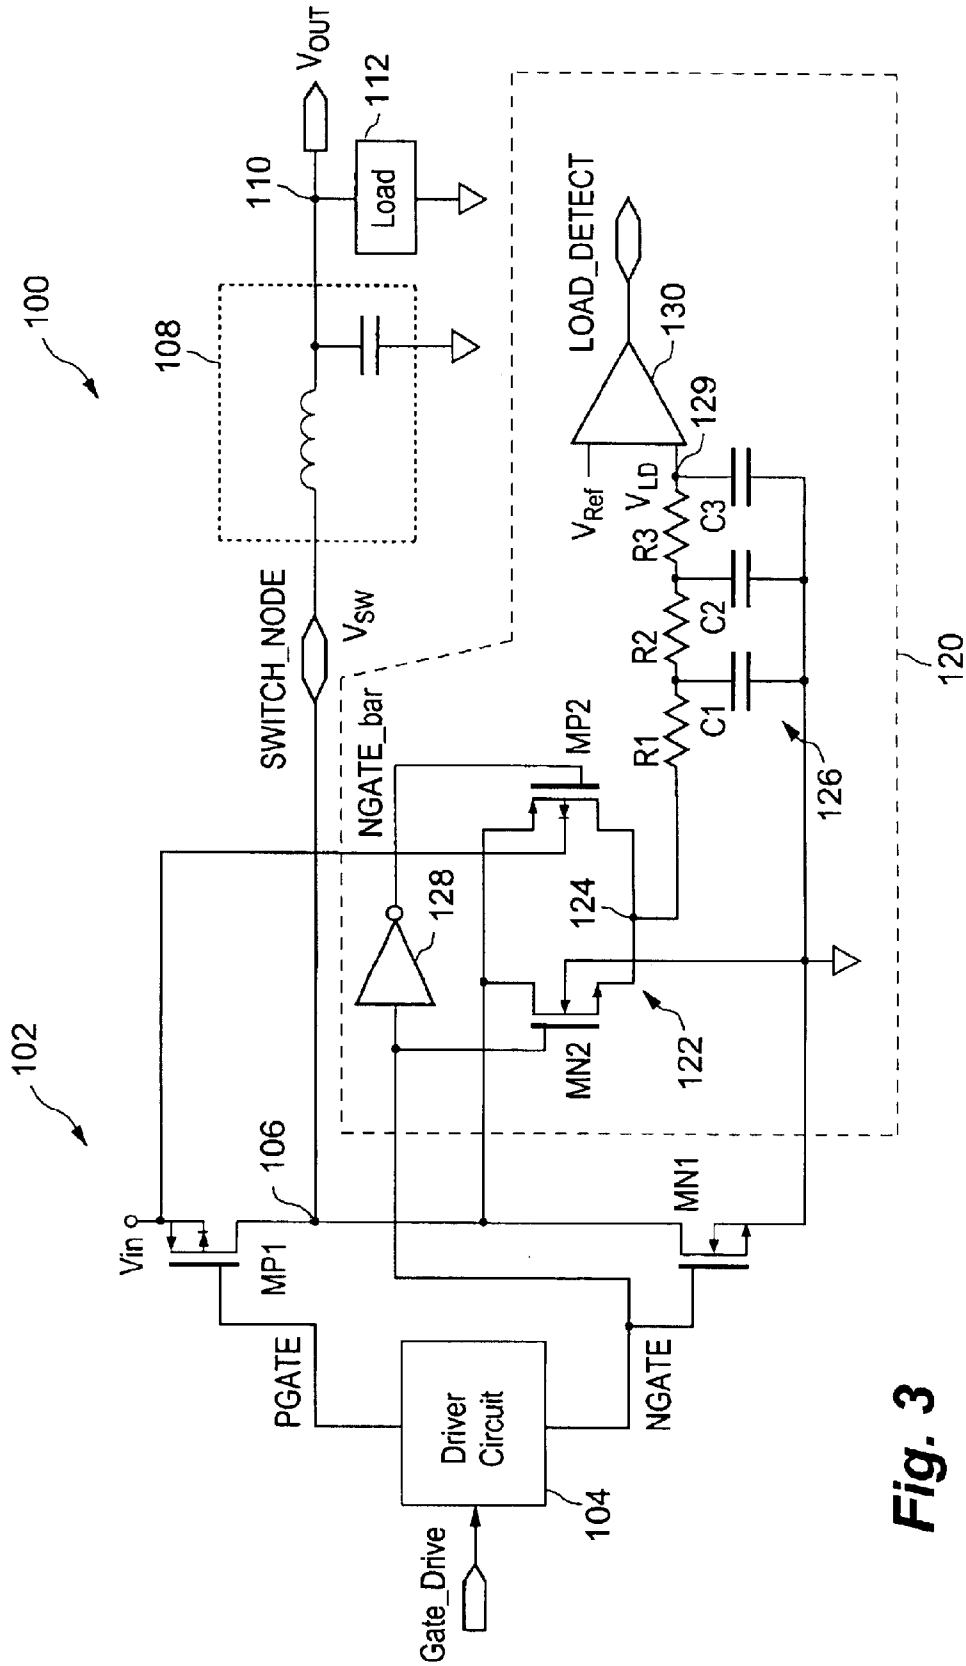 100
102
Vin
MP1
106
PGATE
Gate_Drive
Driver
Circuit
104
NGATE
MN1
SWITCH_NODE
VSW
108
110
VOUT
Load
112
NGATE_bar
128
MN2
MP2
122
124
R1
R2
R3
C1
C2
C3
126
VRef
VLD
129
130
LOAD_DETECT
120
Fig. 3